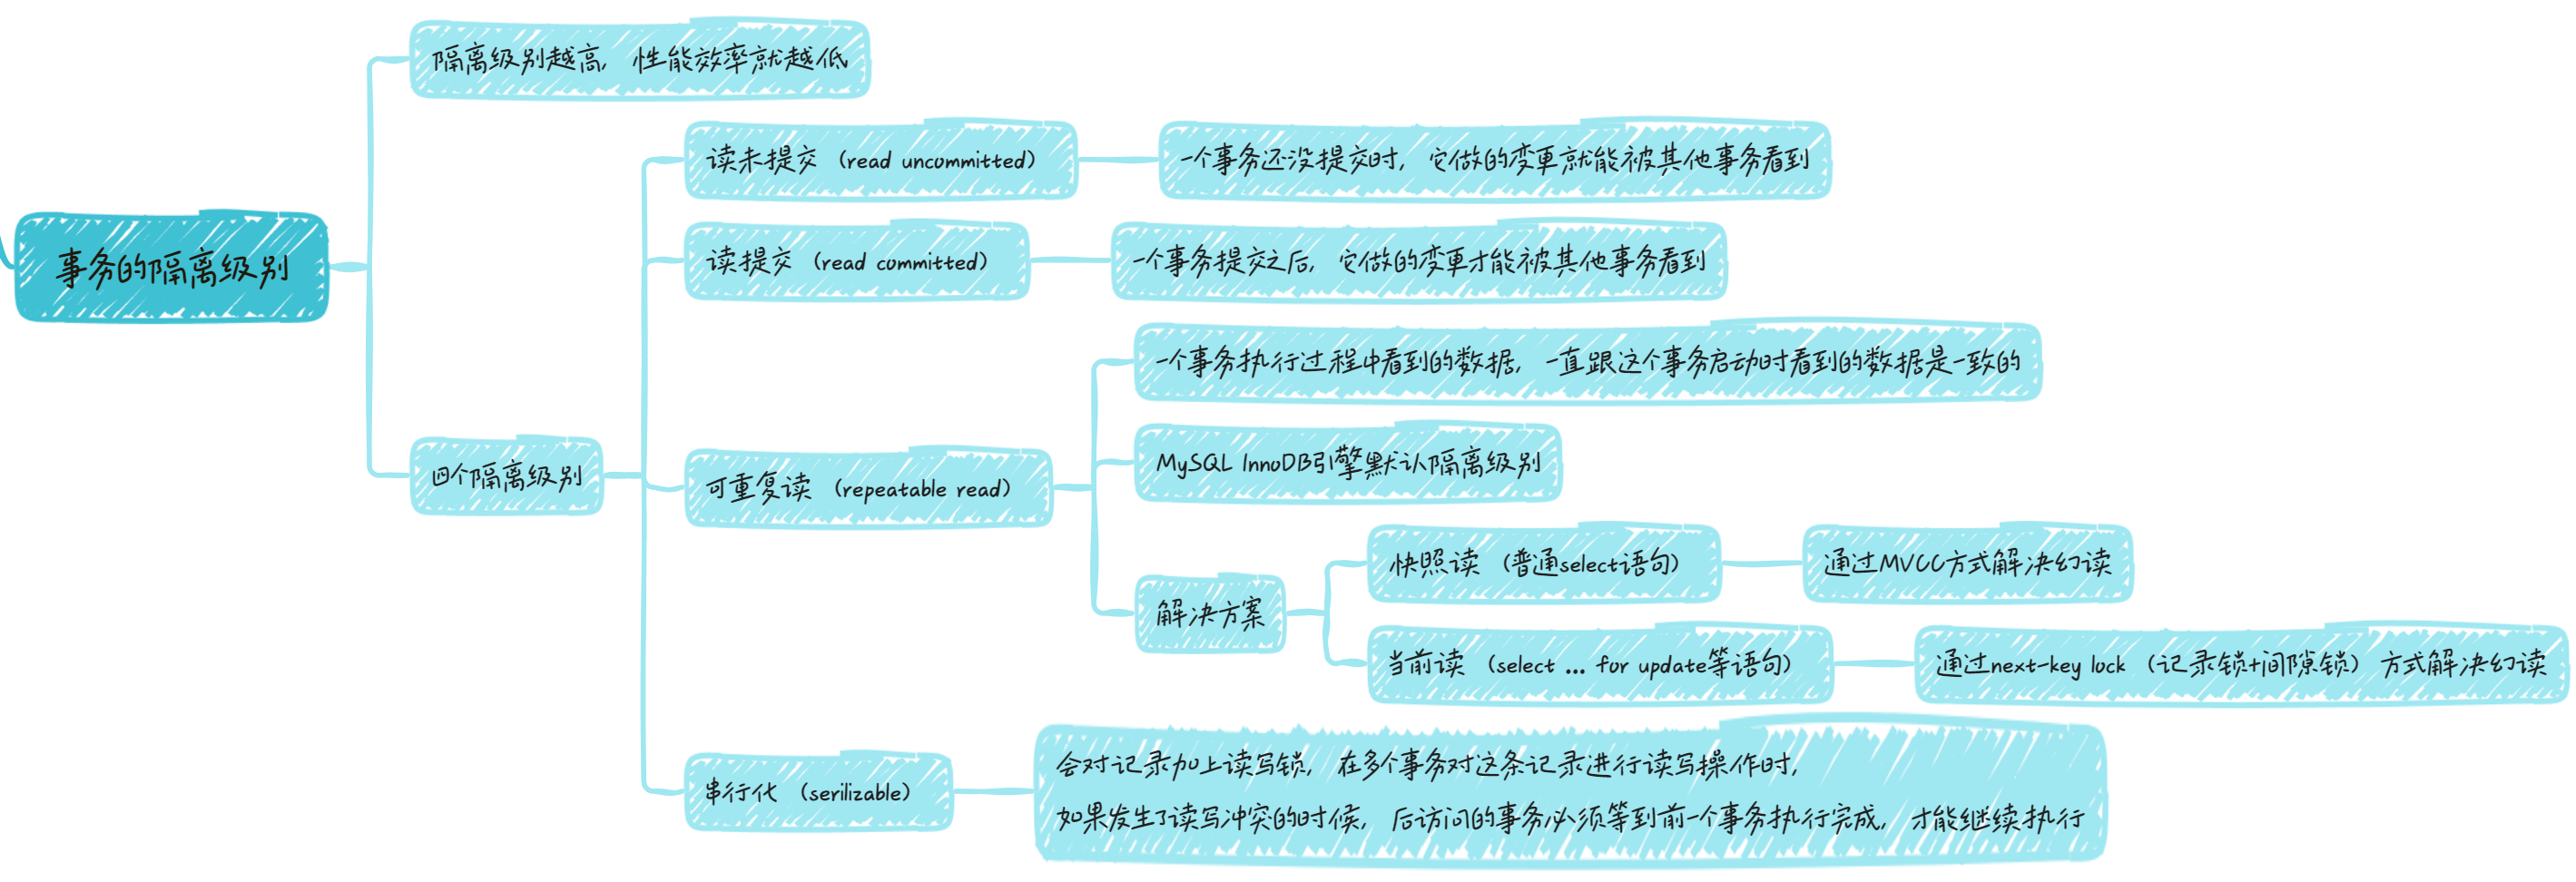 事务的隔离级别
隔离级别越高，性能效率就越低
四个隔离级别
读未提交（read uncommitted）
一个事务还没提交时，它做的变更就能被其他事务看到
读提交（read committed）
一个事务提交之后，它做的变更才能被其他事务看到
可重复读（repeatable read）
一个事务执行过程中看到的数据，一直跟这个事务启动时看到的数据是一致的
MySQL InnoDB引擎默认隔离级别
解决方案
快照读（普通select语句）
通过MVCC方式解决幻读
当前读（select ... for update等语句）
通过next-key lock（记录锁+间隙锁）方式解决幻读
串行化（serilizable）
会对记录加上读写锁，在多个事务对这条记录进行读写操作时，
如果发生了读写冲突的时候，后访问的事务必须等到前一个事务执行完成，才能继续执行